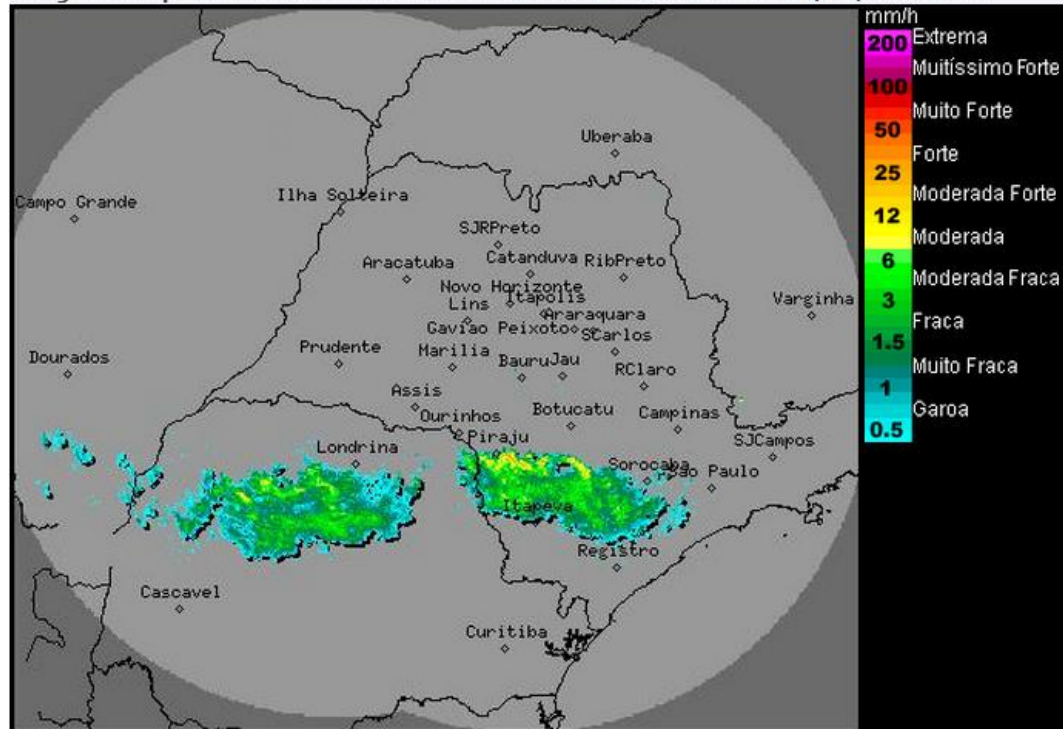 mm/h
200 Extrema
Muitíssimo Forte
100
Muito Forte
50
Forte
25
Moderada Forte
12
Moderada
6
Moderada Fraca
3
Fraca
1.5
Muito Fraca
1
Garoa
0.5
Uberaba
Campo Grande
Ilha Solteira
SJRPreto
Aracatuba
Catanduva
RibPreto
Novo Horizonte
Itapolis
Lins
Araraquara
Varginha
Gaviao Peixoto
SCarlos
Dourados
Prudente
Marilia
Bauru
Jau
RClaro
Assis
Ourinhos
Botucatu
Campinas
Londrina
Piraju
SJCampos
Sorocaba
Sao Paulo
Itapeva
Registro
Cascavel
Curitiba